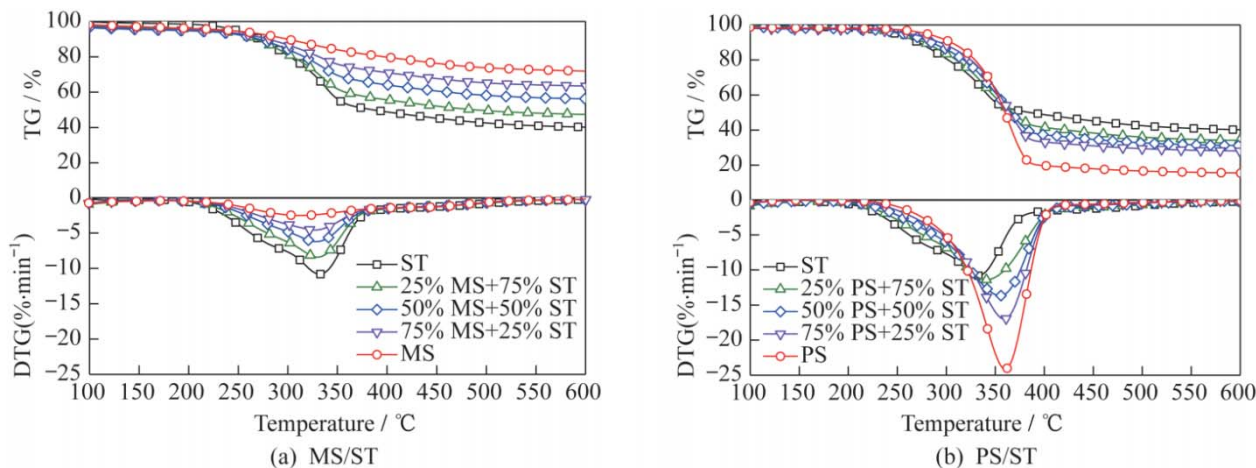 100
80
60
40
20
0
−5
−10
−15
−20
−25
TG / %
DTG(%·min⁻¹)
ST
25% MS+75% ST
50% MS+50% ST
75% MS+25% ST
MS
100 150 200 250 300 350 400 450 500 550 600
Temperature / ℃
(a) MS/ST
100
80
60
40
20
0
−5
−10
−15
−20
−25
TG / %
DTG(%·min⁻¹)
ST
25% PS+75% ST
50% PS+50% ST
75% PS+25% ST
PS
100 150 200 250 300 350 400 450 500 550 600
Temperature / ℃
(b) PS/ST